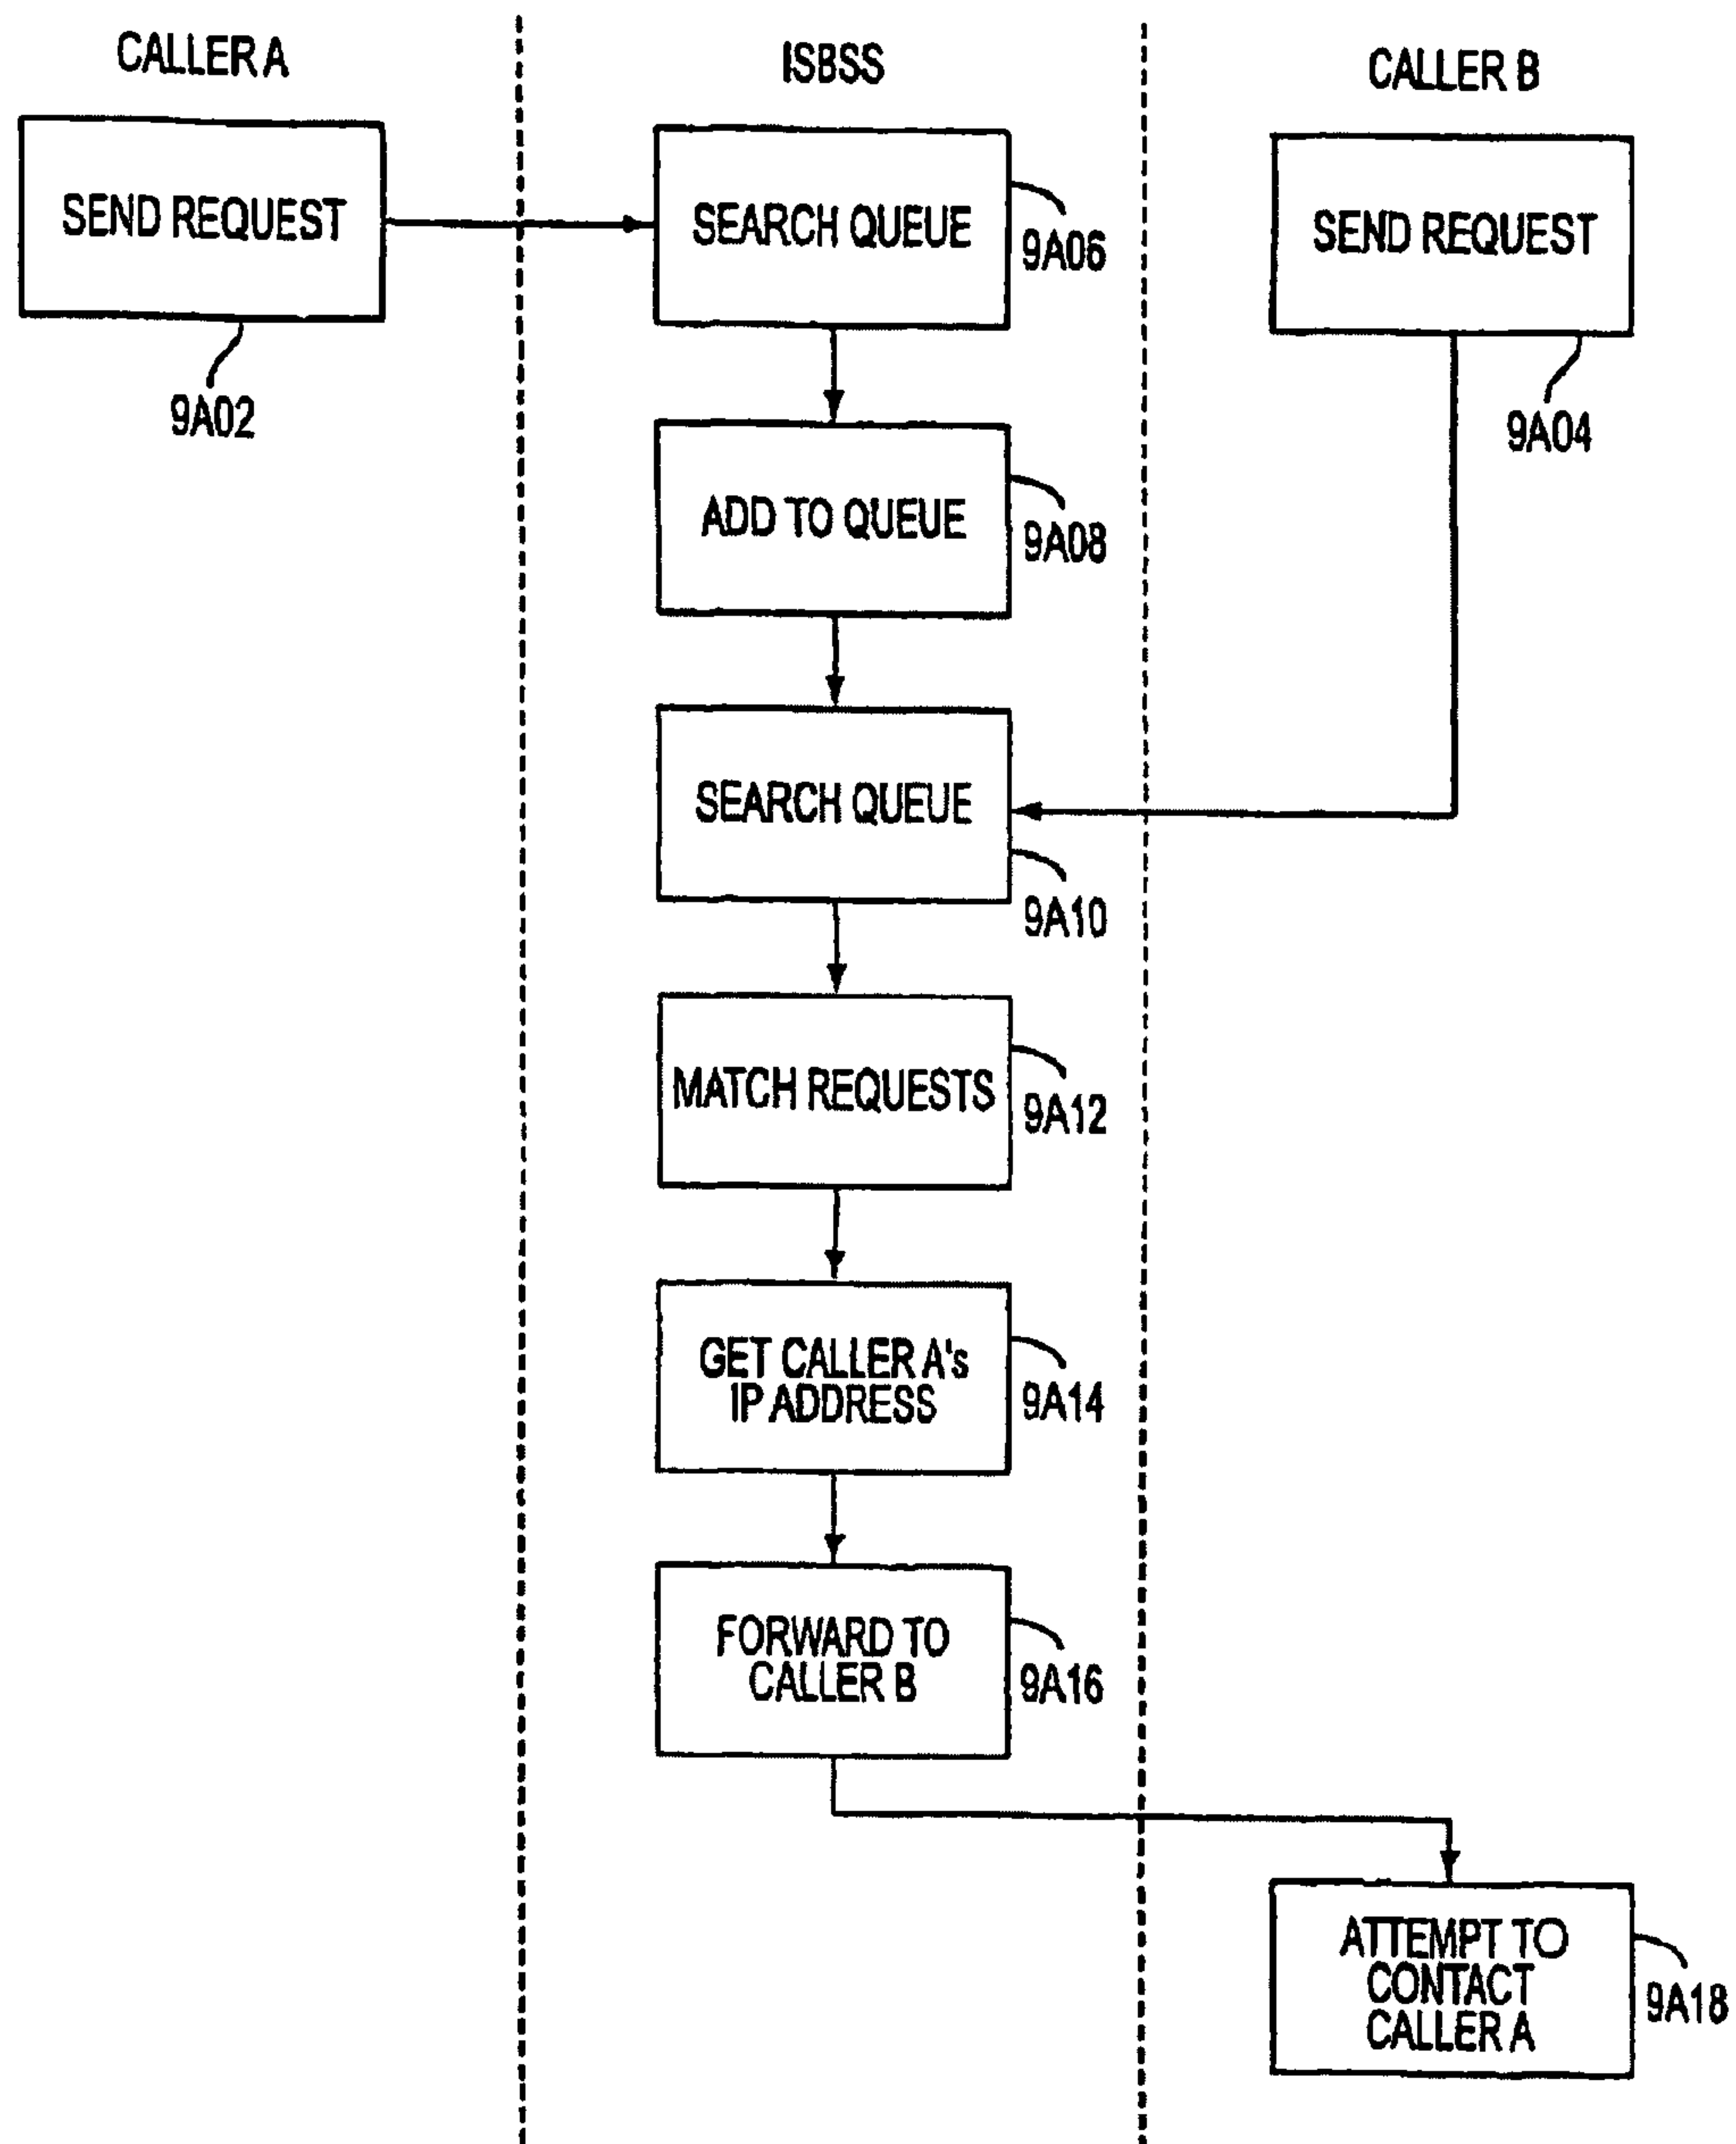 CALLER A
ISBSS
CALLER B
SEND REQUEST
9A02
SEARCH QUEUE
9A06
SEND REQUEST
9A04
ADD TO QUEUE
9A08
SEARCH QUEUE
9A10
MATCH REQUESTS
9A12
GET CALLER A's
IP ADDRESS
9A14
FORWARD TO
CALLER B
9A16
ATTEMPT TO
CONTACT
CALLER A
9A18